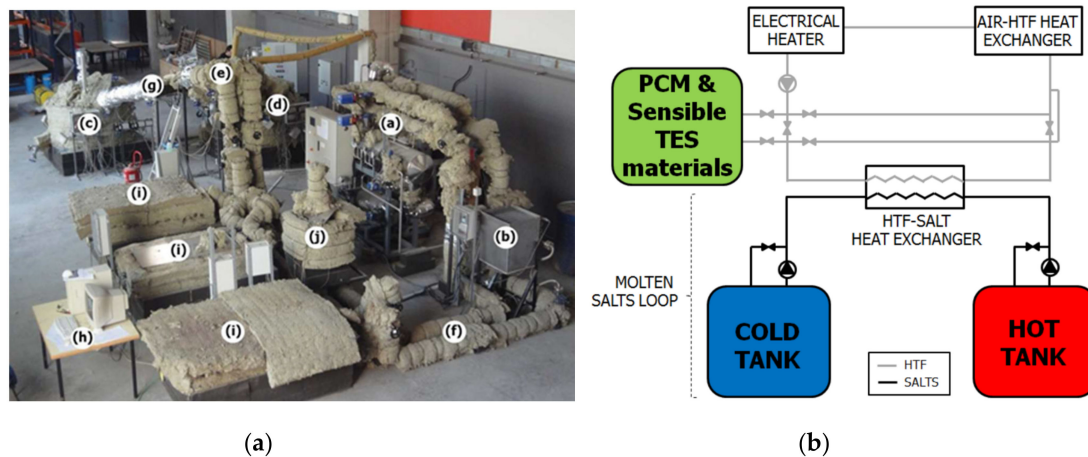 (g)
(e)
(c)
(d)
(a)
(i)
(i)
(j)
(b)
(h)
(i)
(f)
ELECTRICAL
HEATER
AIR-HTF HEAT
EXCHANGER
PCM &
Sensible
TES
materials
HTF-SALT
HEAT EXCHANGER
MOLTEN
SALTS LOOP
COLD
TANK
HOT
TANK
HTF
SALTS
(a)
(b)